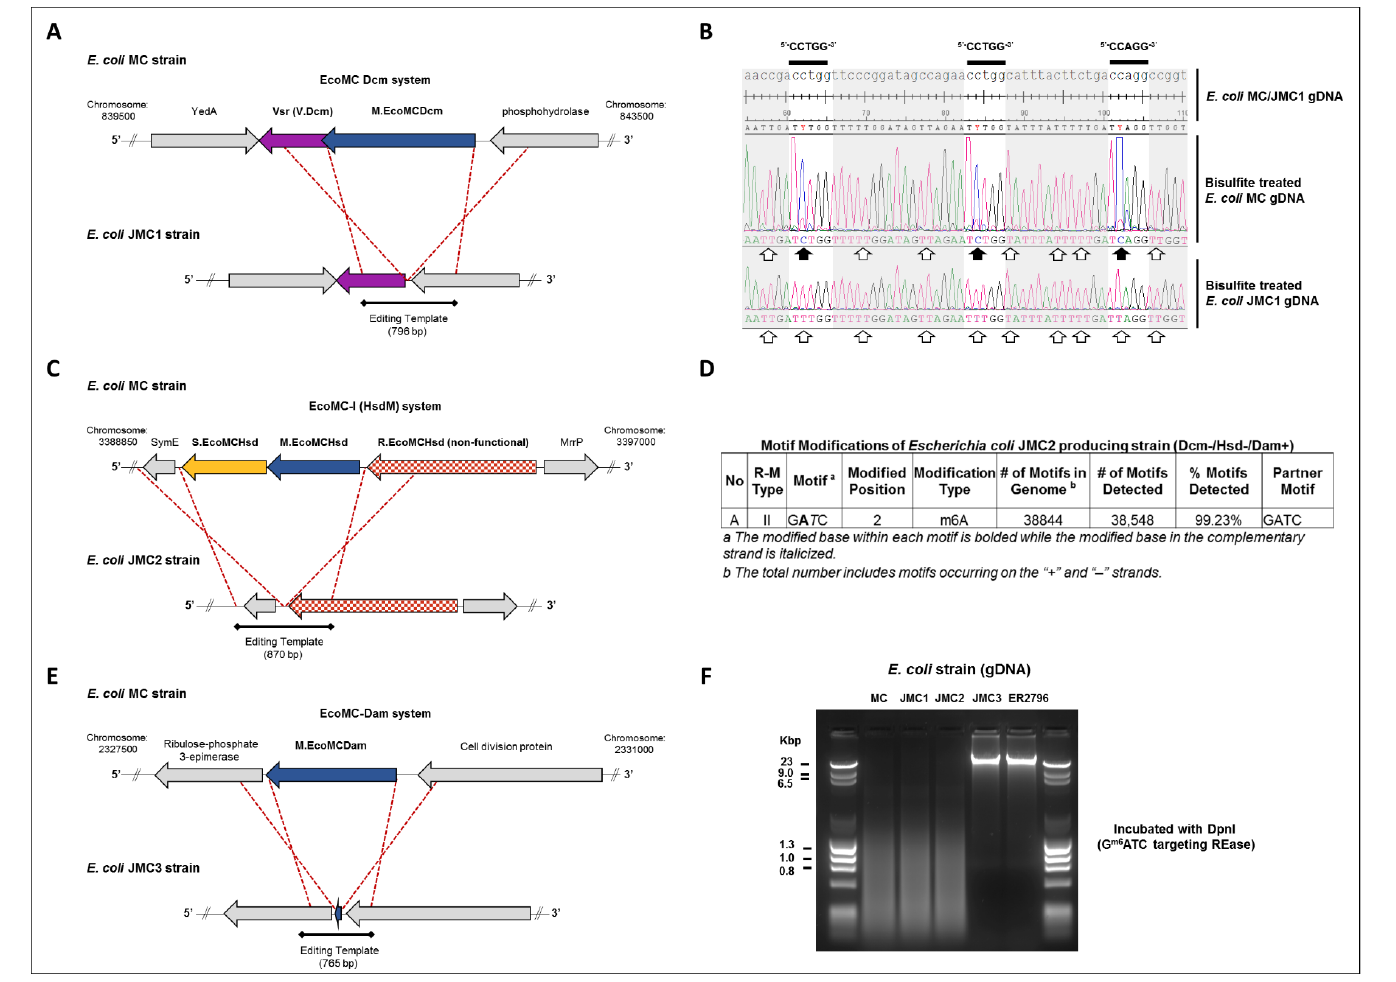 A
E. coli MC strain
EcoMC Dcm system
Chromosome:
839500
YedA
Vsr (V.Dcm)
M.EcoMCDcm
phosphohydrolase
Chromosome:
843500
5’
3’
E. coli JMC1 strain
5’
3’
Editing Template
(796 bp)
B
5’-CCTGG-3’
5’-CCTGG-3’
5’-CCAGG-3’
aaccgacctggttcccggatagccagaacctggcatttacttctgaccaggccggt
60
70
80
90
100
110
AATTGATTTGGTTTTTGGATAGTTAGAATTTGGTATTTATTTTTGATTAGGTTGGT
E. coli MC/JMC1 gDNA
Bisulfite treated
E. coli MC gDNA
AATTGATCTGGTTTTTGGATAGTTAGAATCTGGTATTTATTTTTGATCAGGTTGGT
Bisulfite treated
E. coli JMC1 gDNA
AATTGATTTGGTTTTTGGATAGTTAGAATTTGGTATTTATTTTTGATTAGGTTGGT
C
E. coli MC strain
EcoMC-I (HsdM) system
Chromosome:
3388850
SymE
S.EcoMCHsd
M.EcoMCHsd
R.EcoMCHsd (non-functional)
MrrP
Chromosome:
3397000
5’
3’
E. coli JMC2 strain
5’
3’
Editing Template
(870 bp)
D
Motif Modifications of Escherichia coli JMC2 producing strain (Dcm-/Hsd-/Dam+)
No R-M Type Motif a Modified Position Modification Type # of Motifs in Genome b # of Motifs Detected % Motifs Detected Partner Motif
A II GATC 2 m6A 38844 38,548 99.23% GATC
a The modified base within each motif is bolded while the modified base in the complementary
strand is italicized.
b The total number includes motifs occurring on the “+” and “–” strands.
E
E. coli MC strain
EcoMC-Dam system
Chromosome:
2327500
Ribulose-phosphate
3-epimerase
M.EcoMCDam
Cell division protein
Chromosome:
2331000
5’
3’
E. coli JMC3 strain
5’
3’
Editing Template
(765 bp)
F
E. coli strain (gDNA)
MC JMC1 JMC2 JMC3 ER2796
Kbp
23
9.0
6.5
1.3
1.0
0.8
Incubated with DpnI
(Gm6ATC targeting REase)